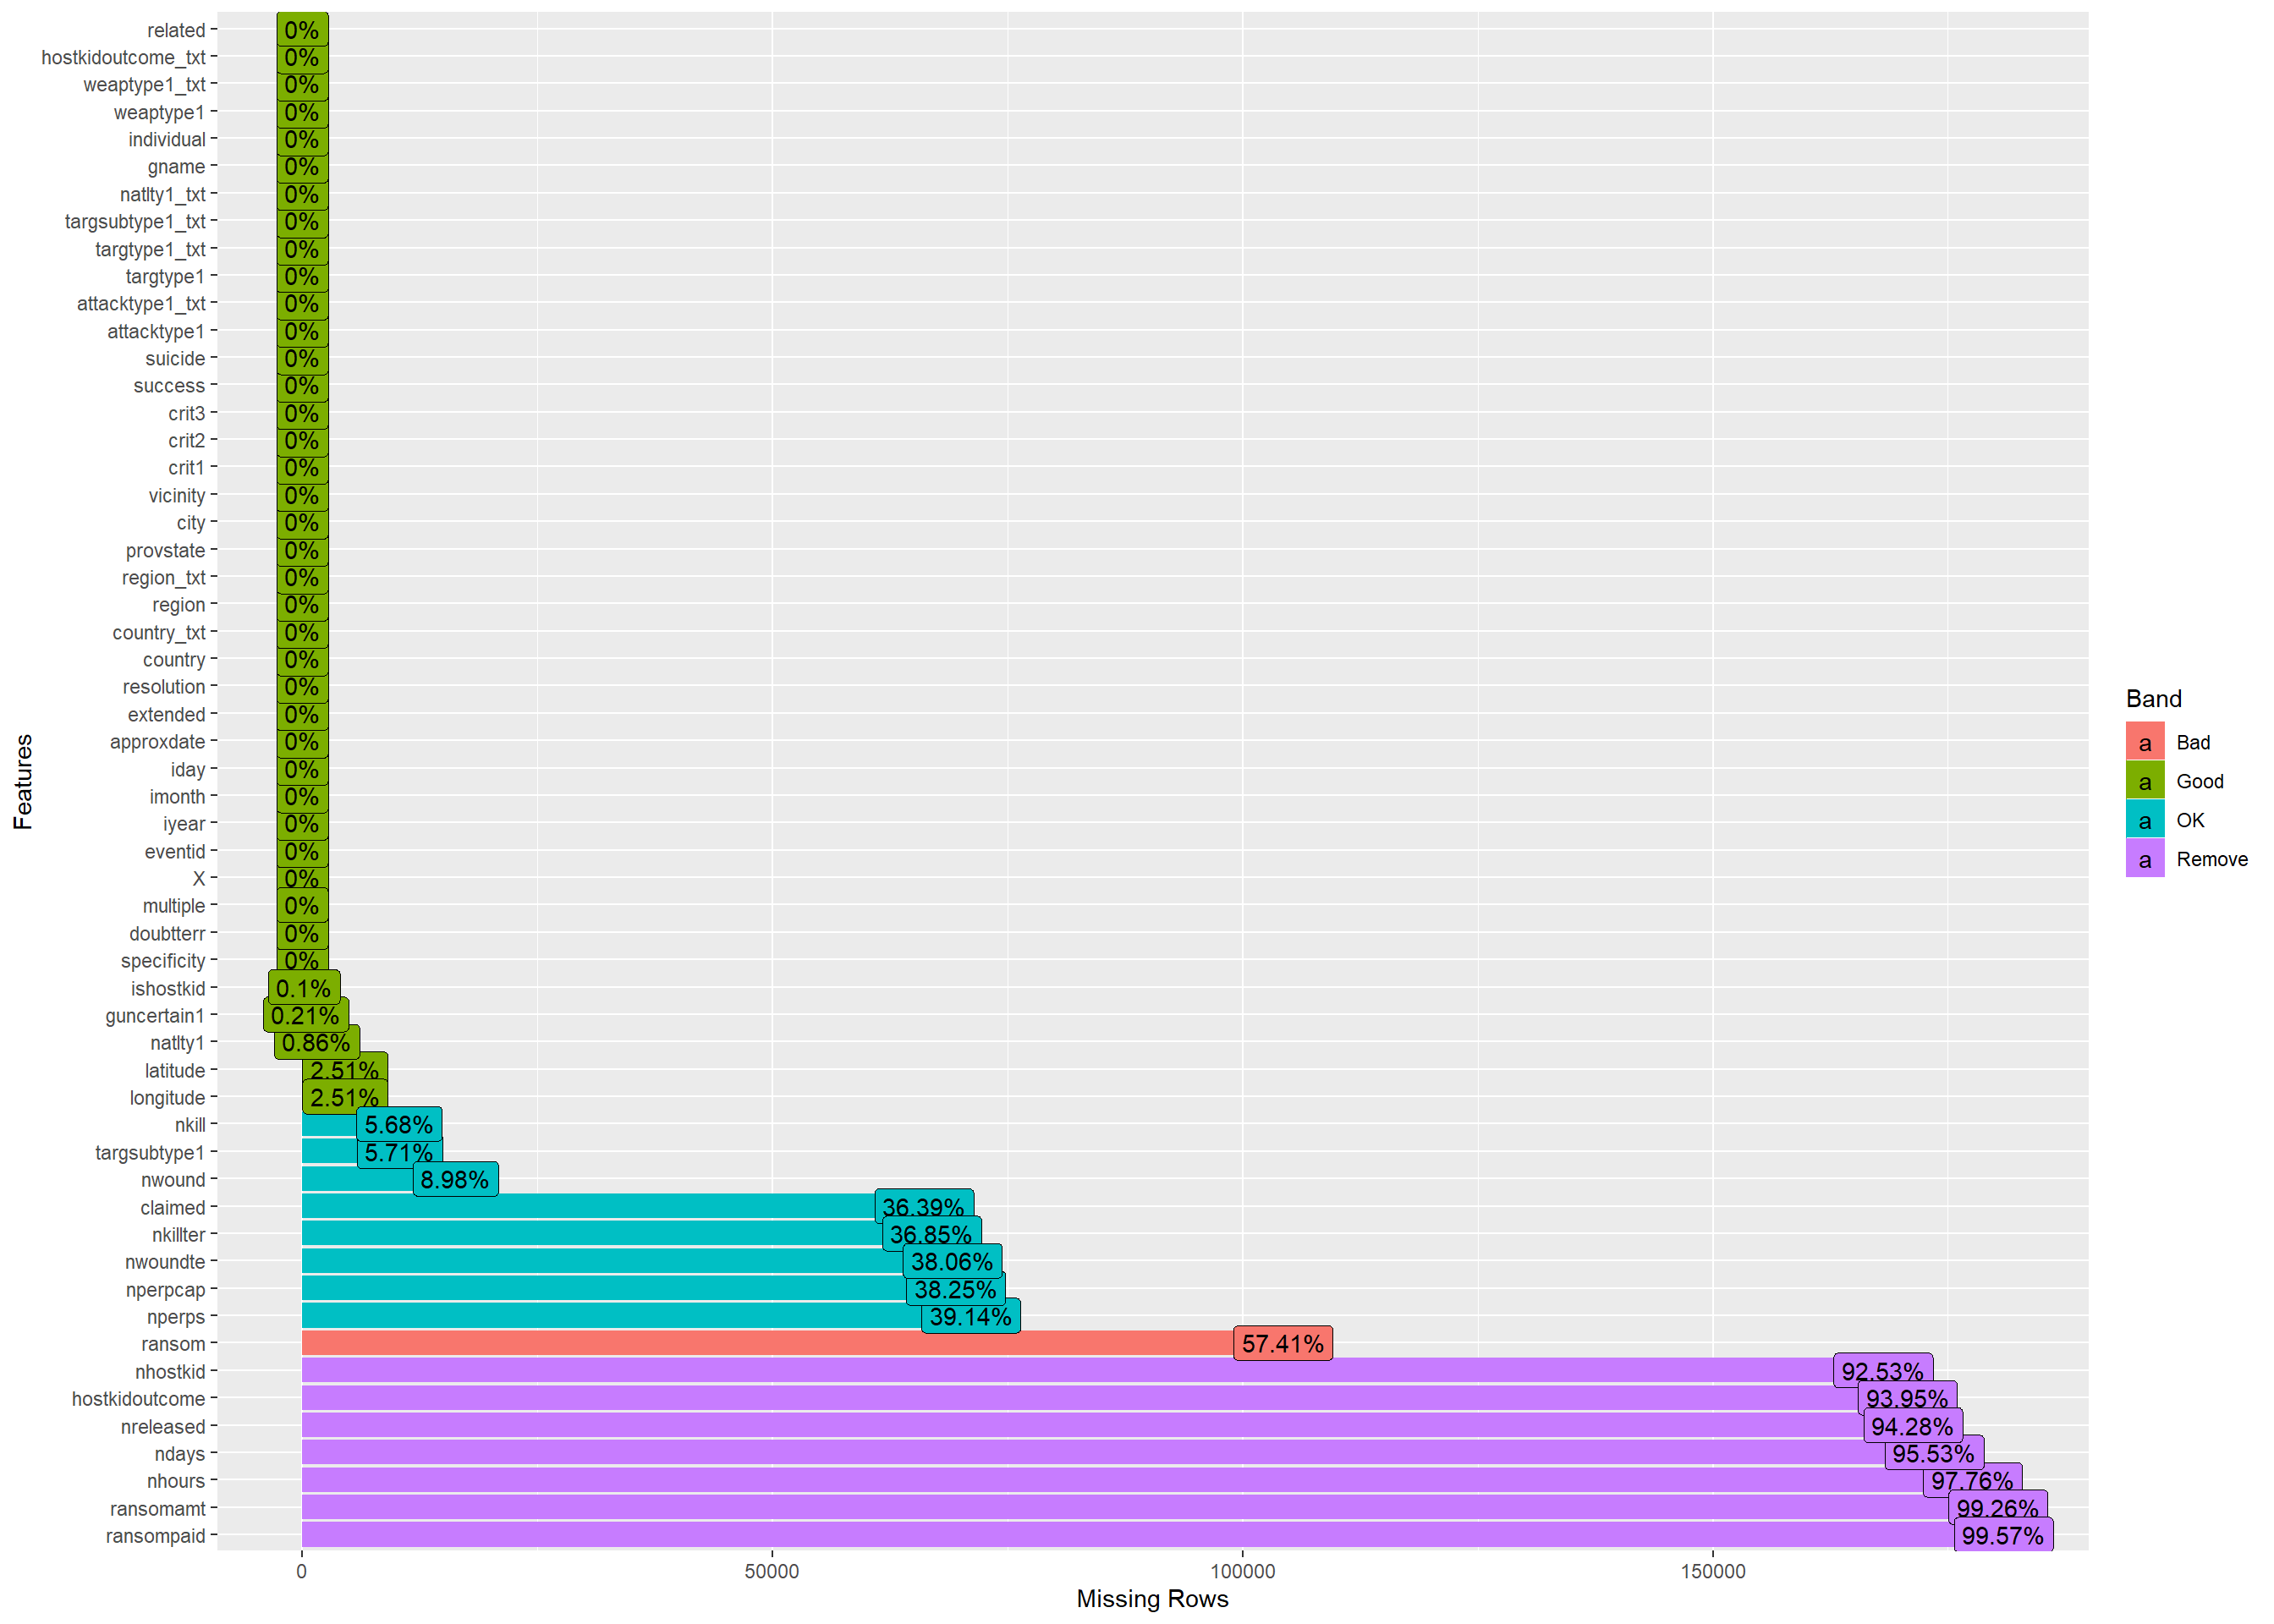 related 0%
hostkidoutcome_txt 0%
weaptype1_txt 0%
weaptype1 0%
individual 0%
gname 0%
natlty1_txt 0%
targsubtype1_txt 0%
targtype1_txt 0%
targtype1 0%
attacktype1_txt 0%
attacktype1 0%
suicide 0%
success 0%
crit3 0%
crit2 0%
crit1 0%
vicinity 0%
city 0%
provstate 0%
region_txt 0%
region 0%
country_txt 0%
country 0%
resolution 0%
extended 0%
approxdate 0%
iday 0%
imonth 0%
iyear 0%
eventid 0%
X 0%
multiple 0%
doubtterr 0%
specificity 0%
ishostkid 0.1%
guncertain1 0.21%
natlty1 0.86%
latitude 2.51%
longitude 2.51%
nkill 5.68%
targsubtype1 5.71%
nwound 8.98%
claimed 36.39%
nkillter 36.85%
nwoundte 38.06%
nperpcap 38.25%
nperps 39.14%
ransom 57.41%
nhostkid 92.53%
hostkidoutcome 93.95%
nreleased 94.28%
ndays 95.53%
nhours 97.76%
ransomamt 99.26%
ransompaid 99.57%
0 50000 100000 150000
Missing Rows
Features
Band
a Bad
a Good
a OK
a Remove